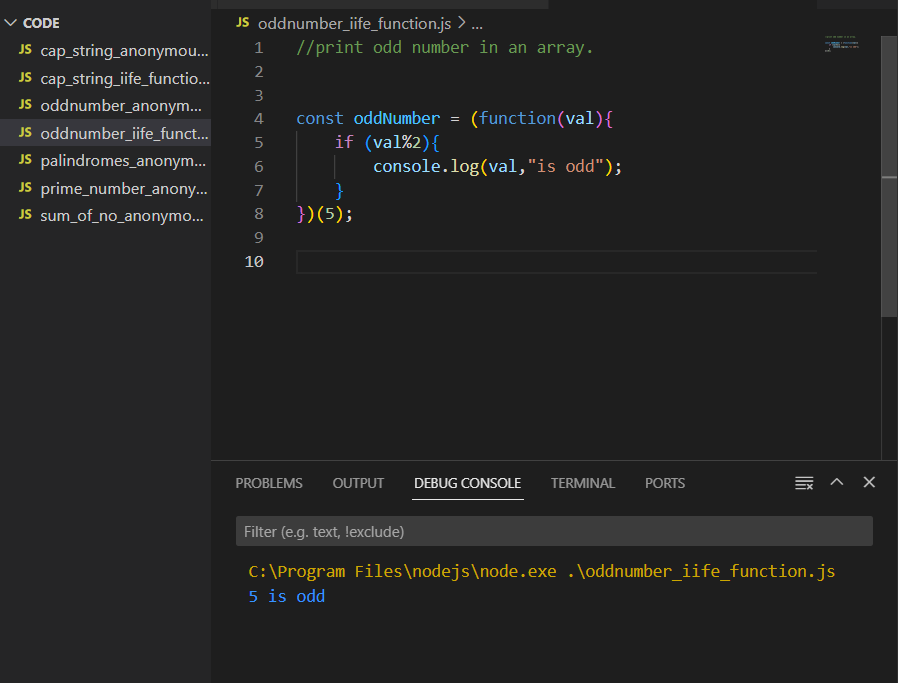 CODE
JS cap_string_anonymou...
JS cap_string_iife_functio...
JS oddnumber_anonym...
JS oddnumber_iife_funct...
JS palindromes_anonym...
JS prime_number_anony...
JS sum_of_no_anonymo...
JS oddnumber_iife_function.js > ...
1 //print odd number in an array.
2
3
4 const oddNumber = (function(val){
5 if (val%2){
6 console.log(val,"is odd");
7 }
8 })(5);
9
10
PROBLEMS OUTPUT DEBUG CONSOLE TERMINAL PORTS
Filter (e.g. text, !exclude)
C:\Program Files\nodejs\node.exe .\oddnumber_iife_function.js
5 is odd